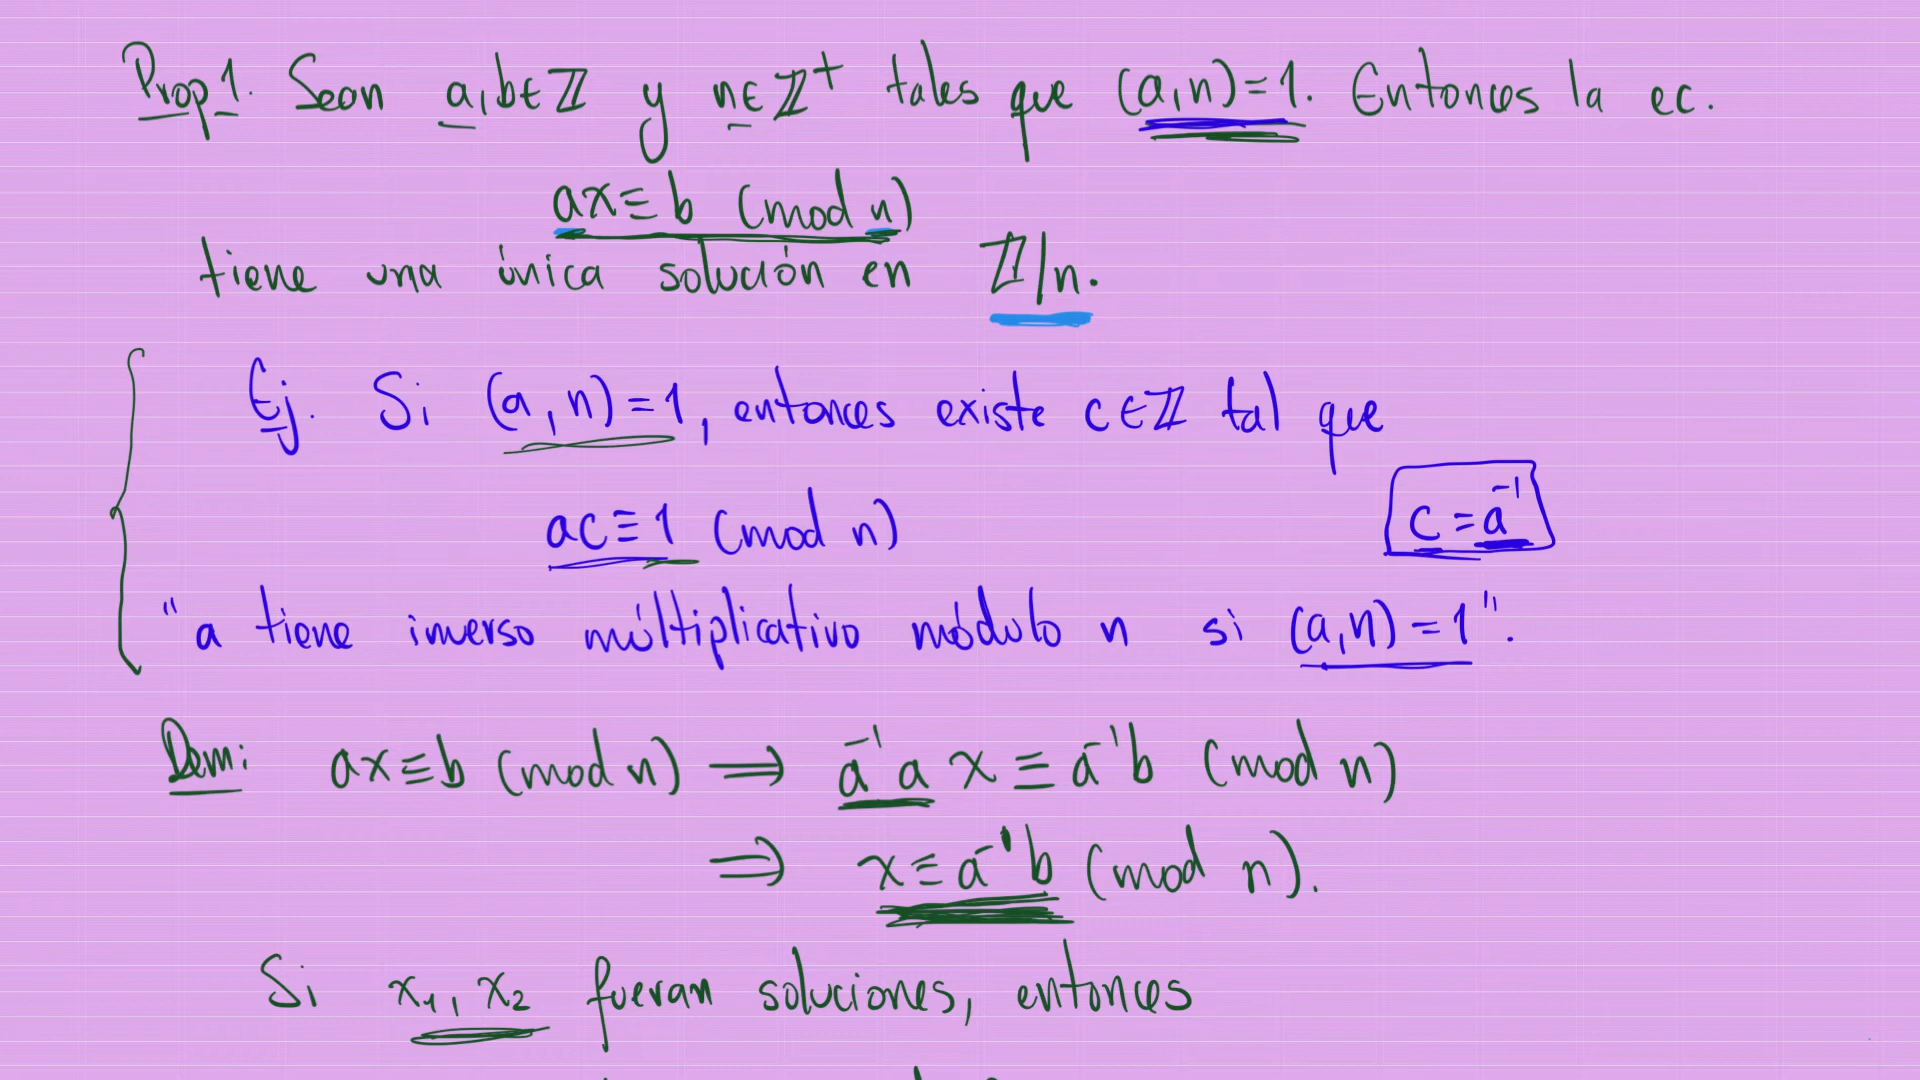 Prop 1. Sean a, b ∈ ℤ y n ∈ ℤ⁺ tales que (a, n) = 1. Entonces la ec.
ax ≡ b (mod n)
tiene una única solución en ℤ/n.
Ej. Si (a, n) = 1, entonces existe c ∈ ℤ tal que
ac ≡ 1 (mod n) c = a⁻¹
"a tiene inverso múltiplicativo módulo n si (a, n) = 1".
Dem: ax ≡ b (mod n) ⟹ a⁻¹ a x ≡ a⁻¹ b (mod n)
⟹ x ≡ a⁻¹ b (mod n).
Si x₁, x₂ fueran soluciones, entonces